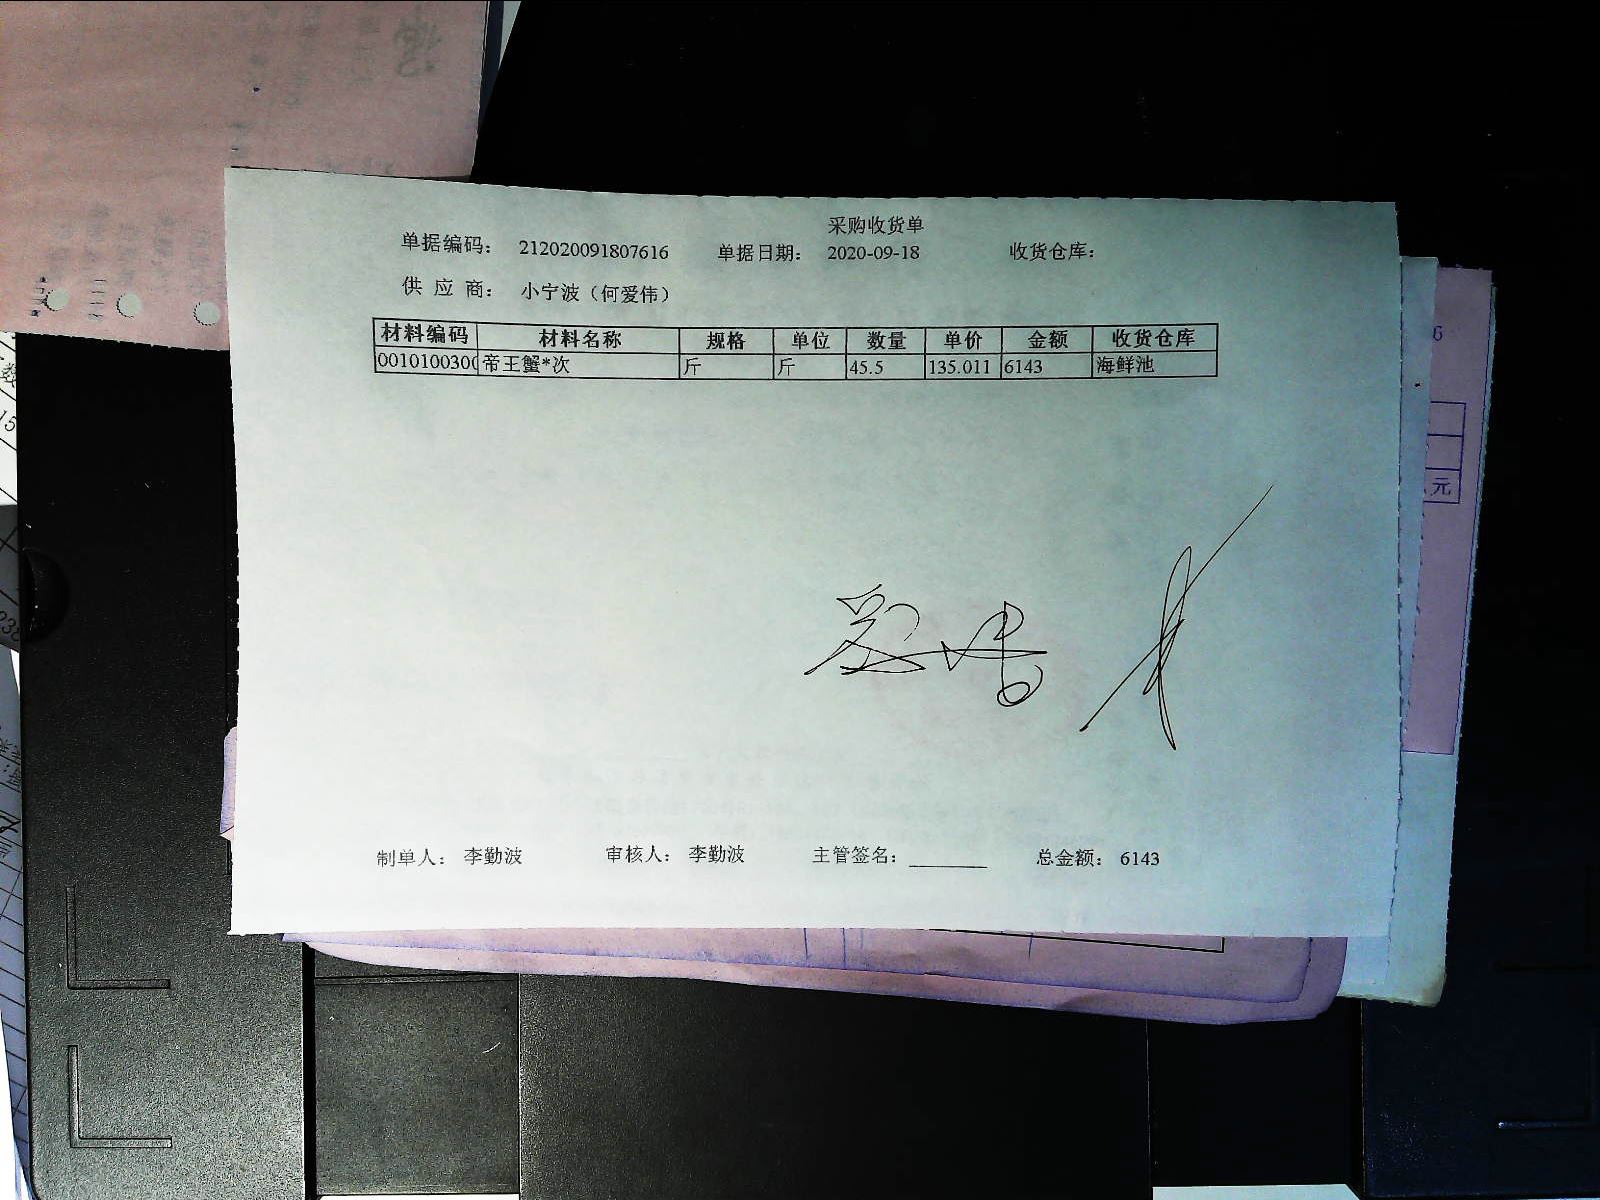 采购收货单
单据编码： 212020091807616 单据日期： 2020-09-18 收货仓库：
供 应 商： 小宁波（何爱伟）
材料编码 材料名称 规格 单位 数量 单价 金额 收货仓库
0010100300 帝王蟹*次 斤 斤 45.5 135.011 6143 海鲜池
制单人： 李勤波 审核人： 李勤波 主管签名： 总金额： 6143
元